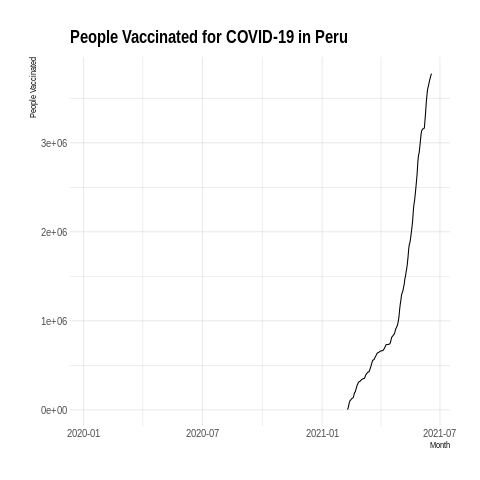 People Vaccinated for COVID-19 in Peru
People Vaccinated
3e+06
2e+06
1e+06
0e+00
2020-01 2020-07 2021-01 2021-07
Month